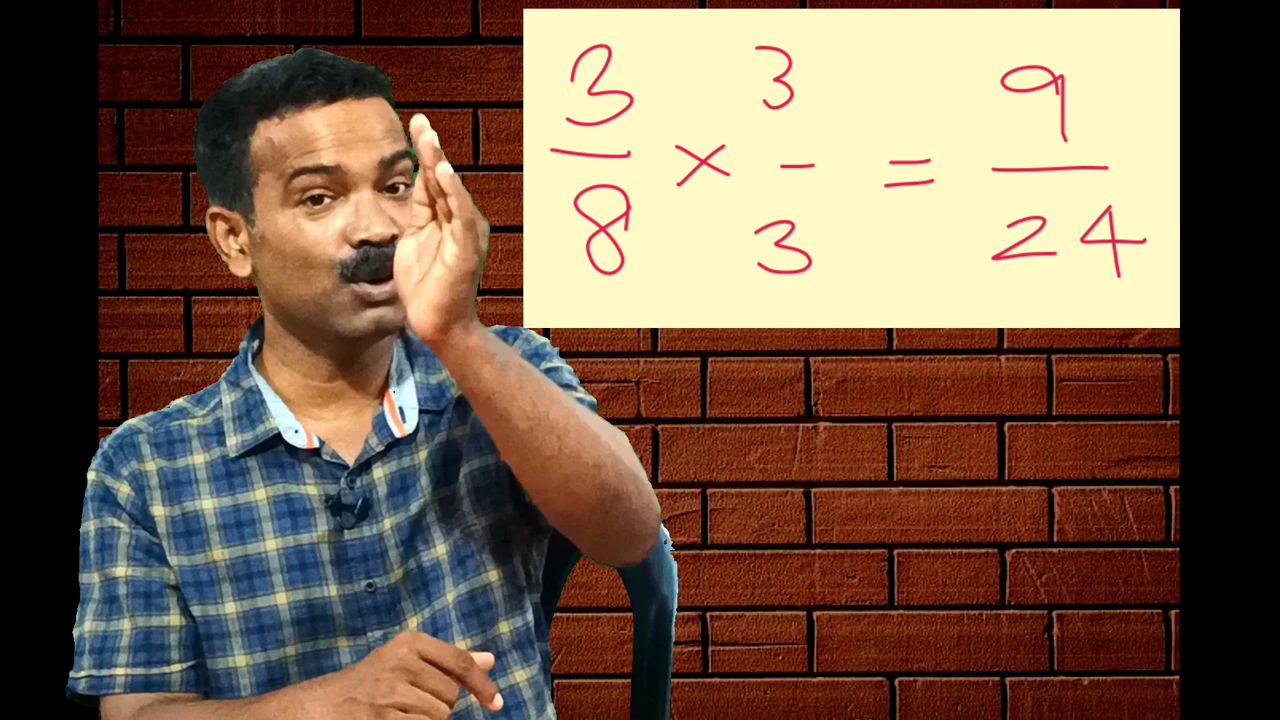 3/8 × 3/3 = 9/24